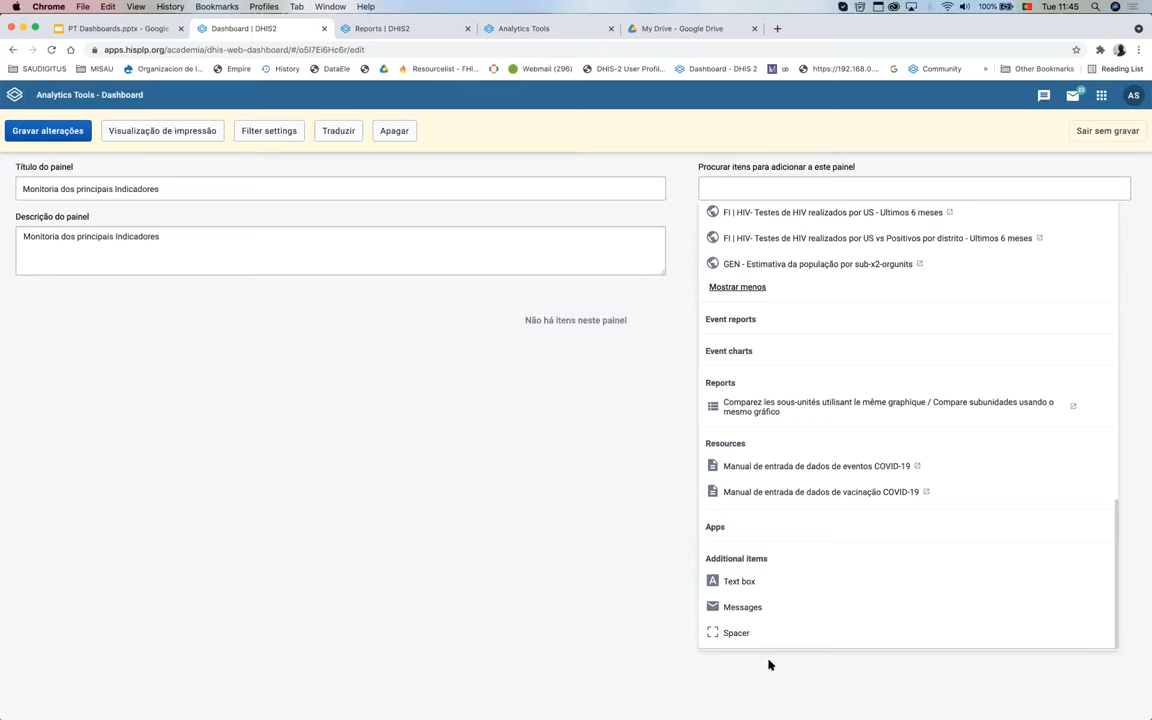 Chrome File Edit View History Bookmarks Profiles Tab Window Help 100% Tue 11:45
PT Dashboards.pptx - Google Dashboard | DHIS2 Reports | DHIS2 Analytics Tools My Drive - Google Drive
apps.hisplp.org/academia/dhis-web-dashboard/#/o5I7Ei6Hc6r/edit
SAUDIGITUS MISAU Organizacion de I... Empire History DataEle Resourcelist - FHI... Webmail (296) DHIS-2 User Profil... Dashboard - DHIS 2 ∞ https://192.168.0.... Community » Other Bookmarks Reading List
Analytics Tools - Dashboard 23 AS
Gravar alterações Visualização de impressão Filter settings Traduzir Apagar Sair sem gravar
Título do painel
Monitoria dos principais Indicadores
Descrição do painel
Monitoria dos principais Indicadores
Não há itens neste painel
Procurar itens para adicionar a este painel
FI | HIV- Testes de HIV realizados por US - Ultimos 6 meses
FI | HIV- Testes de HIV realizados por US vs Positivos por distrito - Ultimos 6 meses
GEN - Estimativa da população por sub-x2-orgunits
Mostrar menos
Event reports
Event charts
Reports
Comparez les sous-unités utilisant le même graphique / Compare subunidades usando o
mesmo gráfico
Resources
Manual de entrada de dados de eventos COVID-19
Manual de entrada de dados de vacinação COVID-19
Apps
Additional items
A Text box
Messages
Spacer